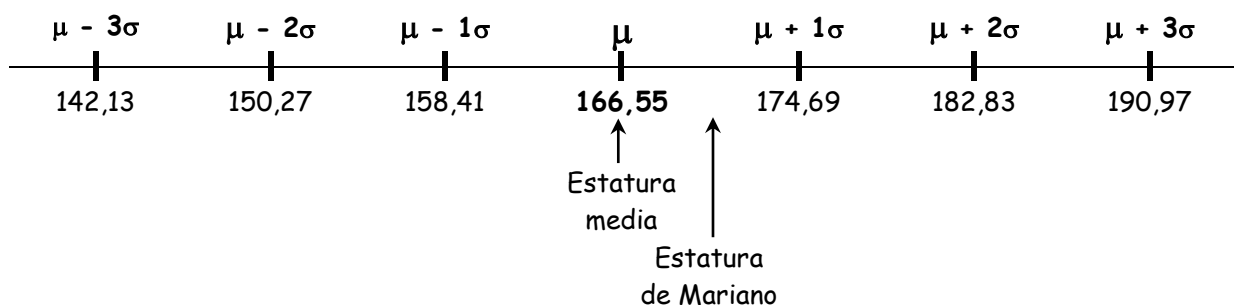 μ - 3σ μ - 2σ μ - 1σ μ μ + 1σ μ + 2σ μ + 3σ
142,13 150,27 158,41 166,55 174,69 182,83 190,97
Estatura
media
Estatura
de Mariano